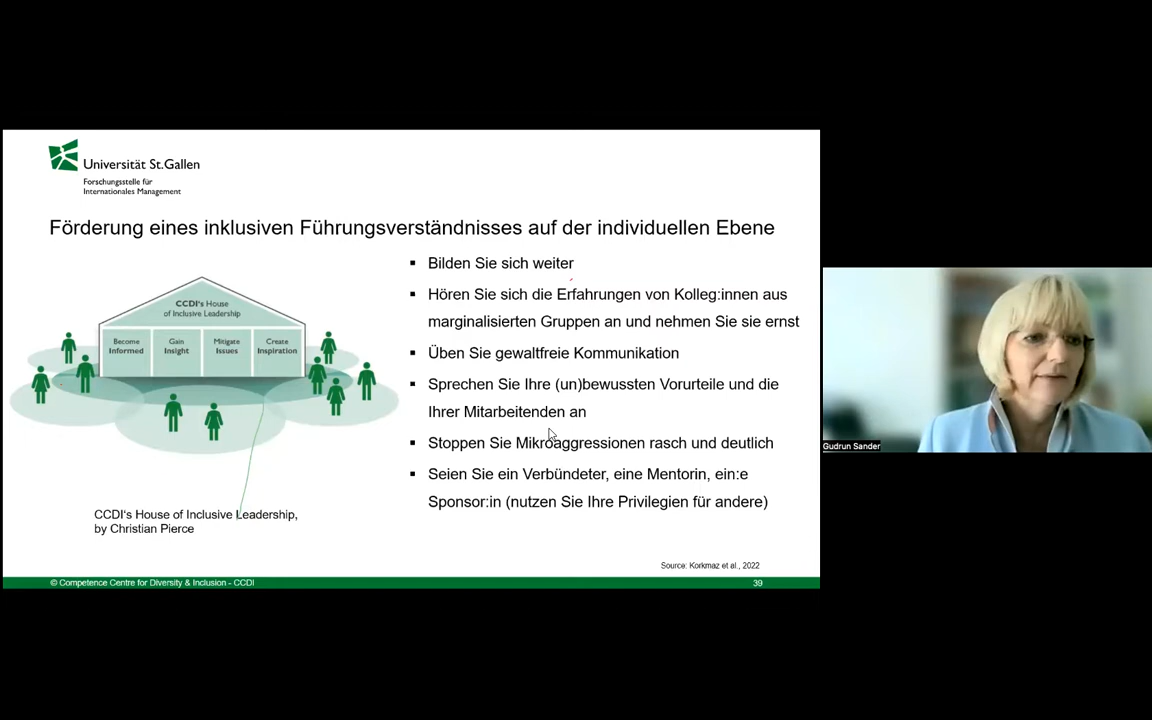 Universität St.Gallen
Forschungsstelle für
Internationales Management
Förderung eines inklusiven Führungsverständnisses auf der individuellen Ebene
CCDI's House
of Inclusive Leadership
Become
Informed
Gain
Insight
Mitigate
Issues
Create
Inspiration
CCDI's House of Inclusive Leadership,
by Christian Pierce
▪ Bilden Sie sich weiter
▪ Hören Sie sich die Erfahrungen von Kolleg:innen aus
marginalisierten Gruppen an und nehmen Sie sie ernst
▪ Üben Sie gewaltfreie Kommunikation
▪ Sprechen Sie Ihre (un)bewussten Vorurteile und die
Ihrer Mitarbeitenden an
▪ Stoppen Sie Mikroaggressionen rasch und deutlich
▪ Seien Sie ein Verbündeter, eine Mentorin, ein:e
Sponsor:in (nutzen Sie Ihre Privilegien für andere)
Source: Korkmaz et al., 2022
© Competence Centre for Diversity & Inclusion - CCDI
39
Gudrun Sander